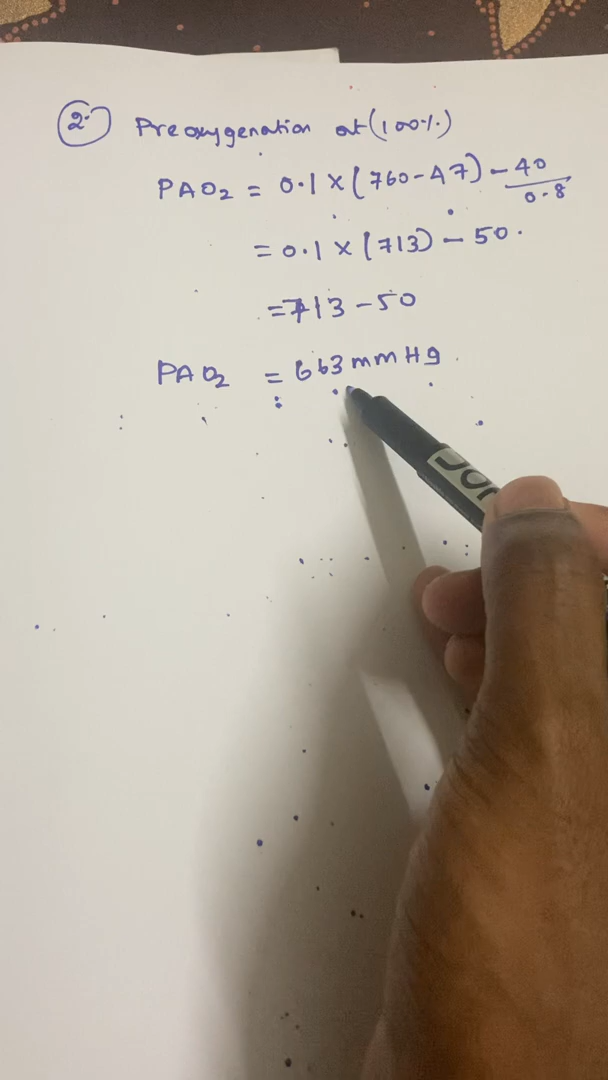 2. Preoxygenation at (100%)
PAO₂ = 0.1 × (760-47) - 40/0.8
= 0.1 × (713) - 50.
= 713 - 50
PAO₂ = 663 mmHg.